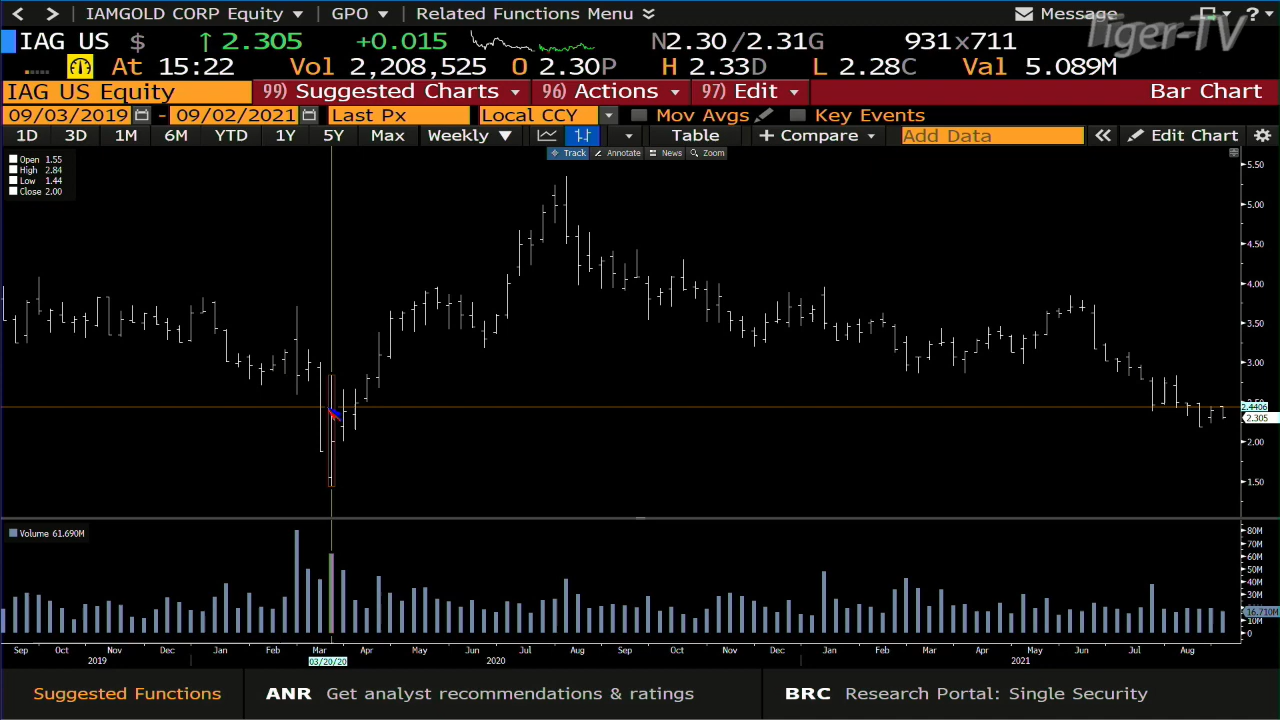 IAMGOLD CORP Equity GPO Related Functions Menu Message ?
Tiger-TV
IAG US $ ↑ 2.305 +0.015 N2.30 /2.31G 931x711
At 15:22 Vol 2,208,525 O 2.30P H 2.33D L 2.28C Val 5.089M
IAG US Equity 99) Suggested Charts 96) Actions 97) Edit Bar Chart
09/03/2019 - 09/02/2021 Last Px Local CCY Mov Avgs Key Events
1D 3D 1M 6M YTD 1Y 5Y Max Weekly ▼ Table + Compare Add Data « Edit Chart
Track Annotate News Zoom
Open 1.55
High 2.84
Low 1.44
Close 2.00
5.50
5.00
4.50
4.00
3.50
3.00
2.4406
2.305
2.00
1.50
Volume 61.690M
80M
70M
60M
50M
40M
30M
16.710M
10M
0
Sep Oct Nov Dec Jan Feb Mar Apr May Jun Jul Aug Sep Oct Nov Dec Jan Feb Mar Apr May Jun Jul Aug
2019 03/20/20 2020 2021
Suggested Functions ANR Get analyst recommendations & ratings BRC Research Portal: Single Security